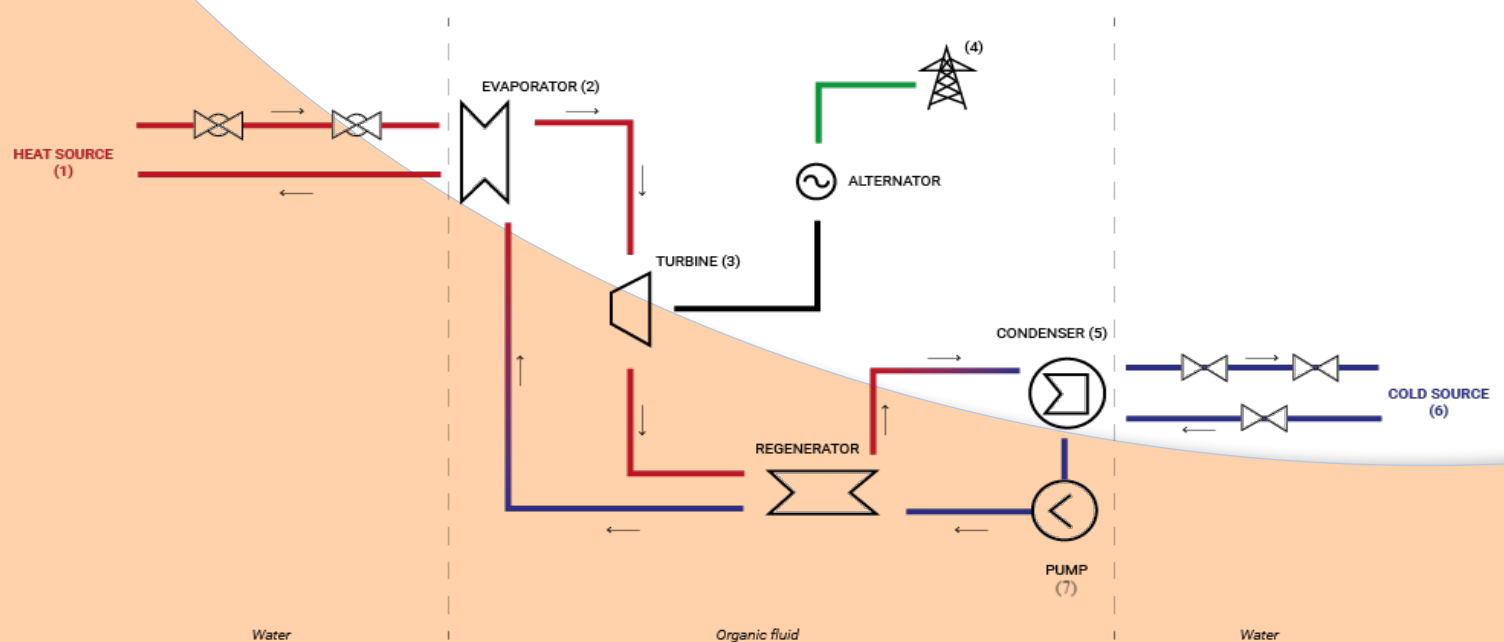 (4)
EVAPORATOR (2)
HEAT SOURCE
(1)
ALTERNATOR
TURBINE (3)
CONDENSER (5)
COLD SOURCE
(6)
REGENERATOR
PUMP
(7)
Water
Organic fluid
Water